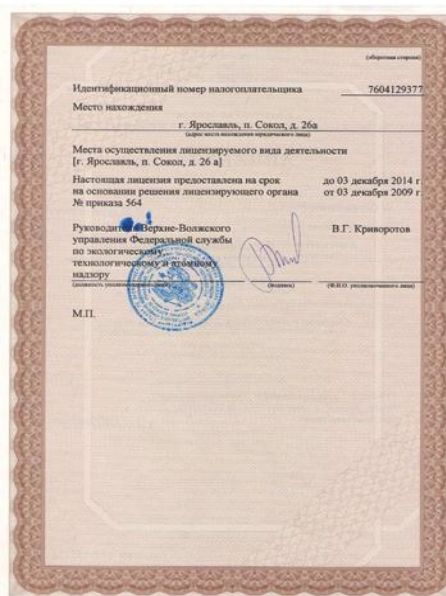 (оборотная сторона)
Идентификационный номер налогоплательщика 7604129377
Место нахождения
г. Ярославль, п. Сокол, д. 26а
(адрес места нахождения юридического лица)
Места осуществления лицензируемого вида деятельности
[г. Ярославль, п. Сокол, д. 26 а]
Настоящая лицензия предоставлена на срок до 03 декабря 2014 г.
на основании решения лицензирующего органа от 03 декабря 2009 г.
№ приказа 564
Руководитель Верхне-Волжского В.Г. Криворотов
управления Федеральной службы
по экологическому,
технологическому и атомному
надзору
(должность уполномоченного лица) (подпись) (Ф.И.О. уполномоченного лица)
М.П.